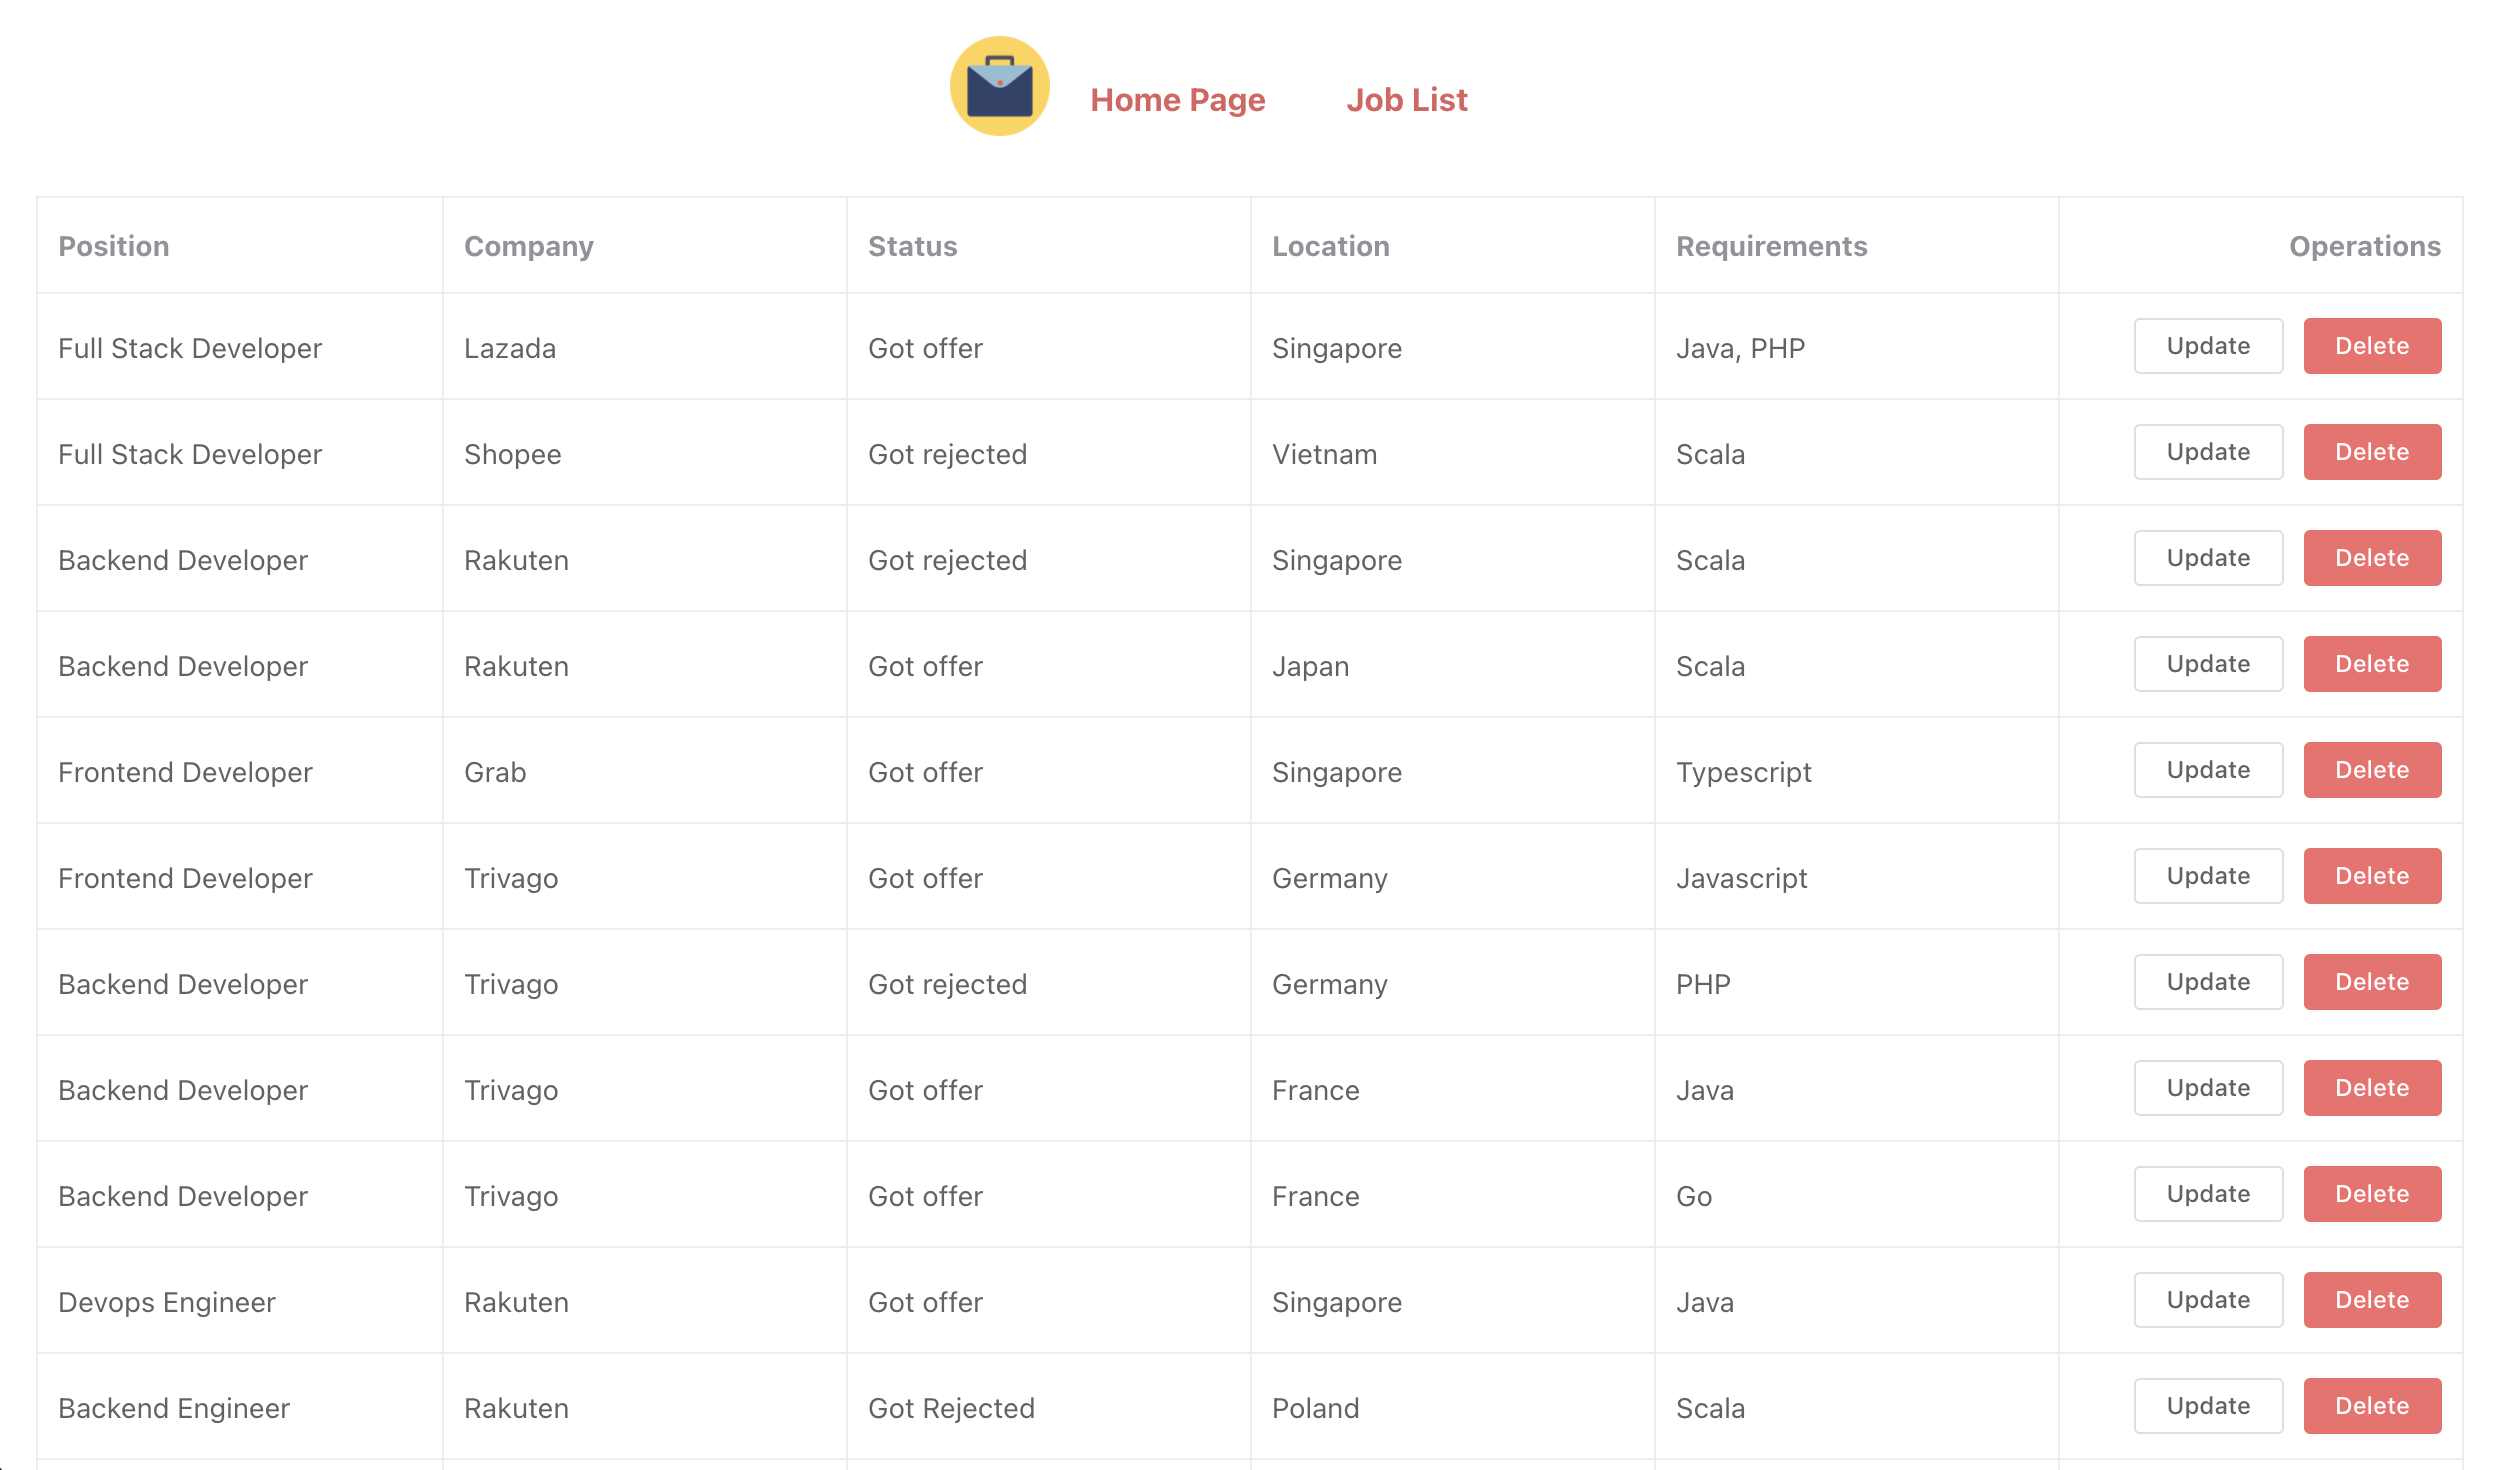 Home Page Job List
Position Company Status Location Requirements Operations
Full Stack Developer Lazada Got offer Singapore Java, PHP Update Delete
Full Stack Developer Shopee Got rejected Vietnam Scala Update Delete
Backend Developer Rakuten Got rejected Singapore Scala Update Delete
Backend Developer Rakuten Got offer Japan Scala Update Delete
Frontend Developer Grab Got offer Singapore Typescript Update Delete
Frontend Developer Trivago Got offer Germany Javascript Update Delete
Backend Developer Trivago Got rejected Germany PHP Update Delete
Backend Developer Trivago Got offer France Java Update Delete
Backend Developer Trivago Got offer France Go Update Delete
Devops Engineer Rakuten Got offer Singapore Java Update Delete
Backend Engineer Rakuten Got Rejected Poland Scala Update Delete